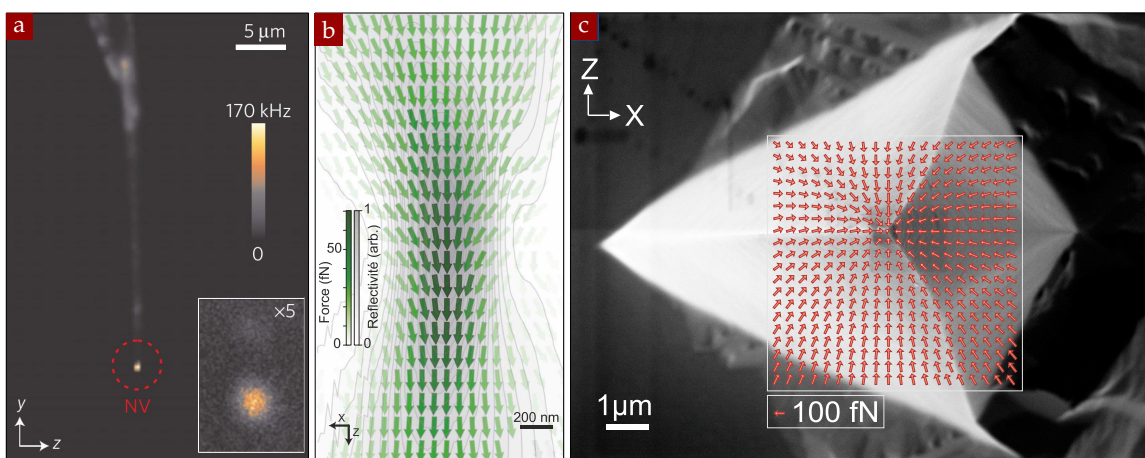 a
5 μm
170 kHz
0
×5
NV
y
z
b
Force (fN)
50
0
1
Reflectivité (arb.)
0
x
z
200 nm
c
Z
X
1μm
100 fN